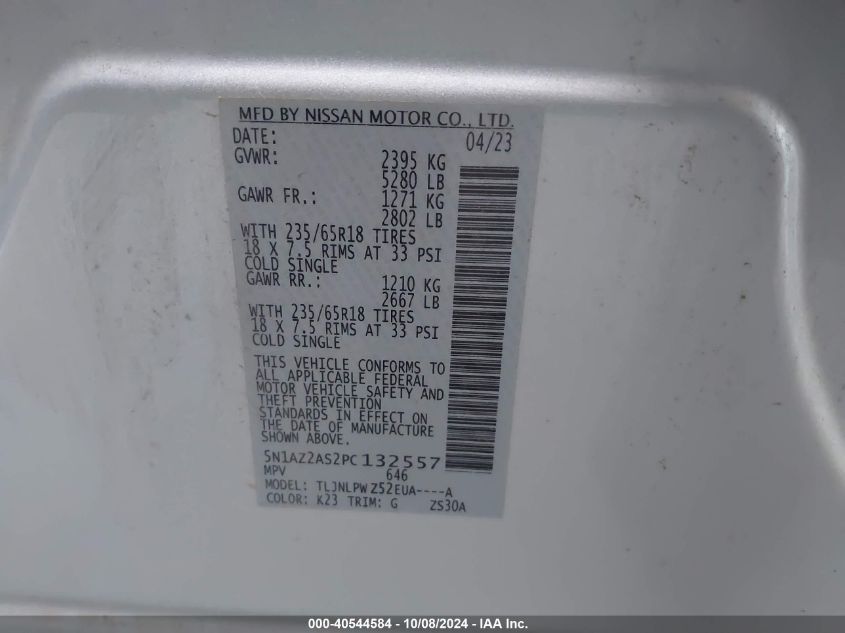 MFD BY NISSAN MOTOR CO., LTD.
DATE: 04/23
GVWR: 2395 KG
5280 LB
GAWR FR.: 1271 KG
2802 LB
WITH 235/65R18 TIRES
18 X 7.5 RIMS AT 33 PSI
COLD SINGLE
GAWR RR.: 1210 KG
2667 LB
WITH 235/65R18 TIRES
18 X 7.5 RIMS AT 33 PSI
COLD SINGLE
THIS VEHICLE CONFORMS TO
ALL APPLICABLE FEDERAL
MOTOR VEHICLE SAFETY AND
THEFT PREVENTION
STANDARDS IN EFFECT ON
THE DATE OF MANUFACTURE
SHOWN ABOVE.
5N1AZ2AS2PC132557
MPV 646
MODEL: TLJNLPW Z52EUA----A
COLOR: K23 TRIM: G ZS30A
000-40544584 - 10/08/2024 - IAA Inc.